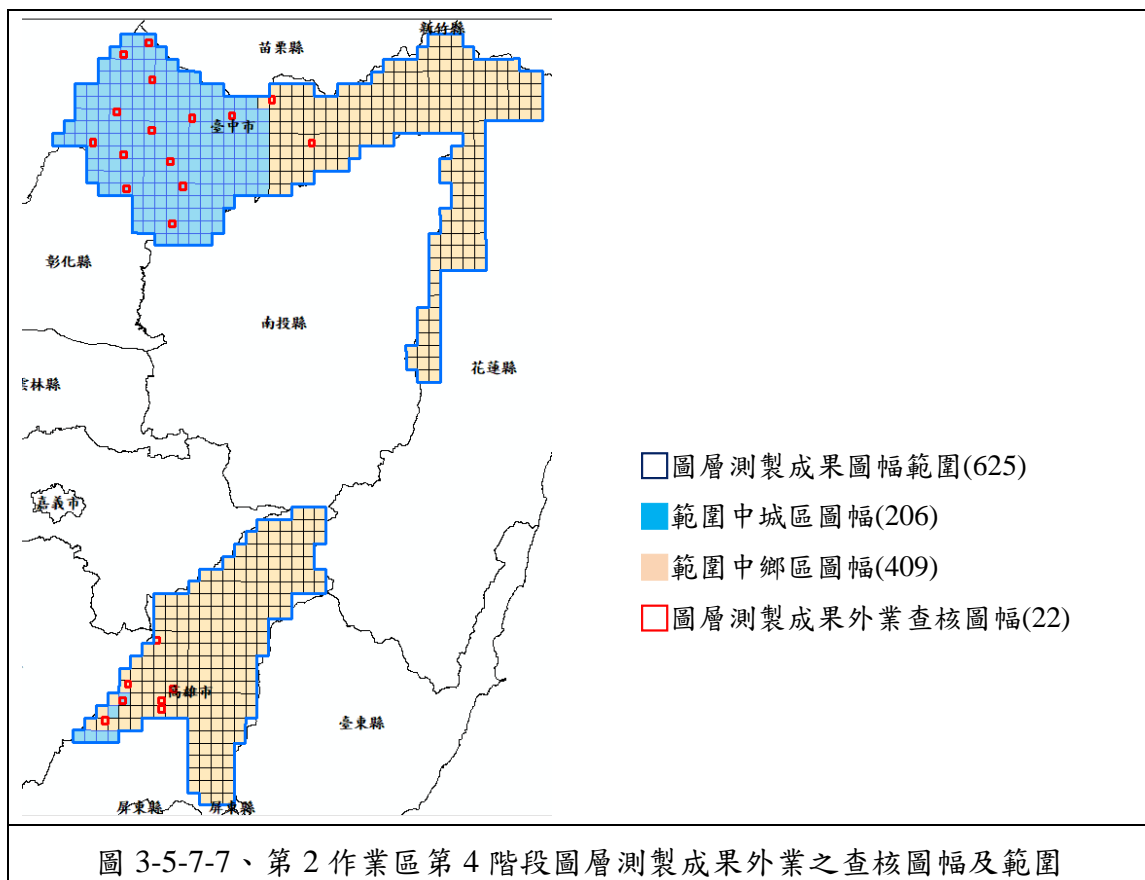 新竹縣
苗栗縣
臺中市
彰化縣
南投縣
花蓮縣
雲林縣
嘉義市
高雄市
臺東縣
屏東縣
屏東縣
圖層測製成果圖幅範圍(625)
範圍中城區圖幅(206)
範圍中鄉區圖幅(409)
圖層測製成果外業查核圖幅(22)
圖 3-5-7-7、第 2 作業區第 4 階段圖層測製成果外業之查核圖幅及範圍